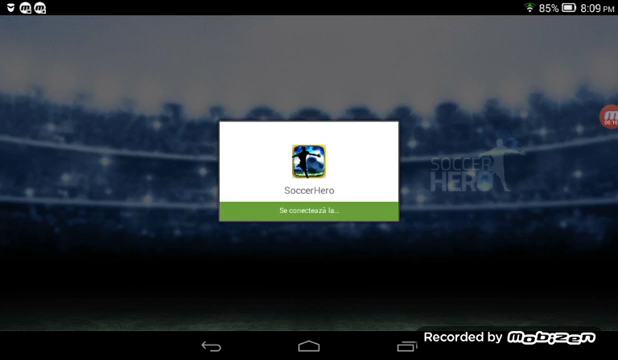 85% 8:09 PM
SOCCER
HERO
SoccerHero
Se conectează la...
Recorded by mobizen